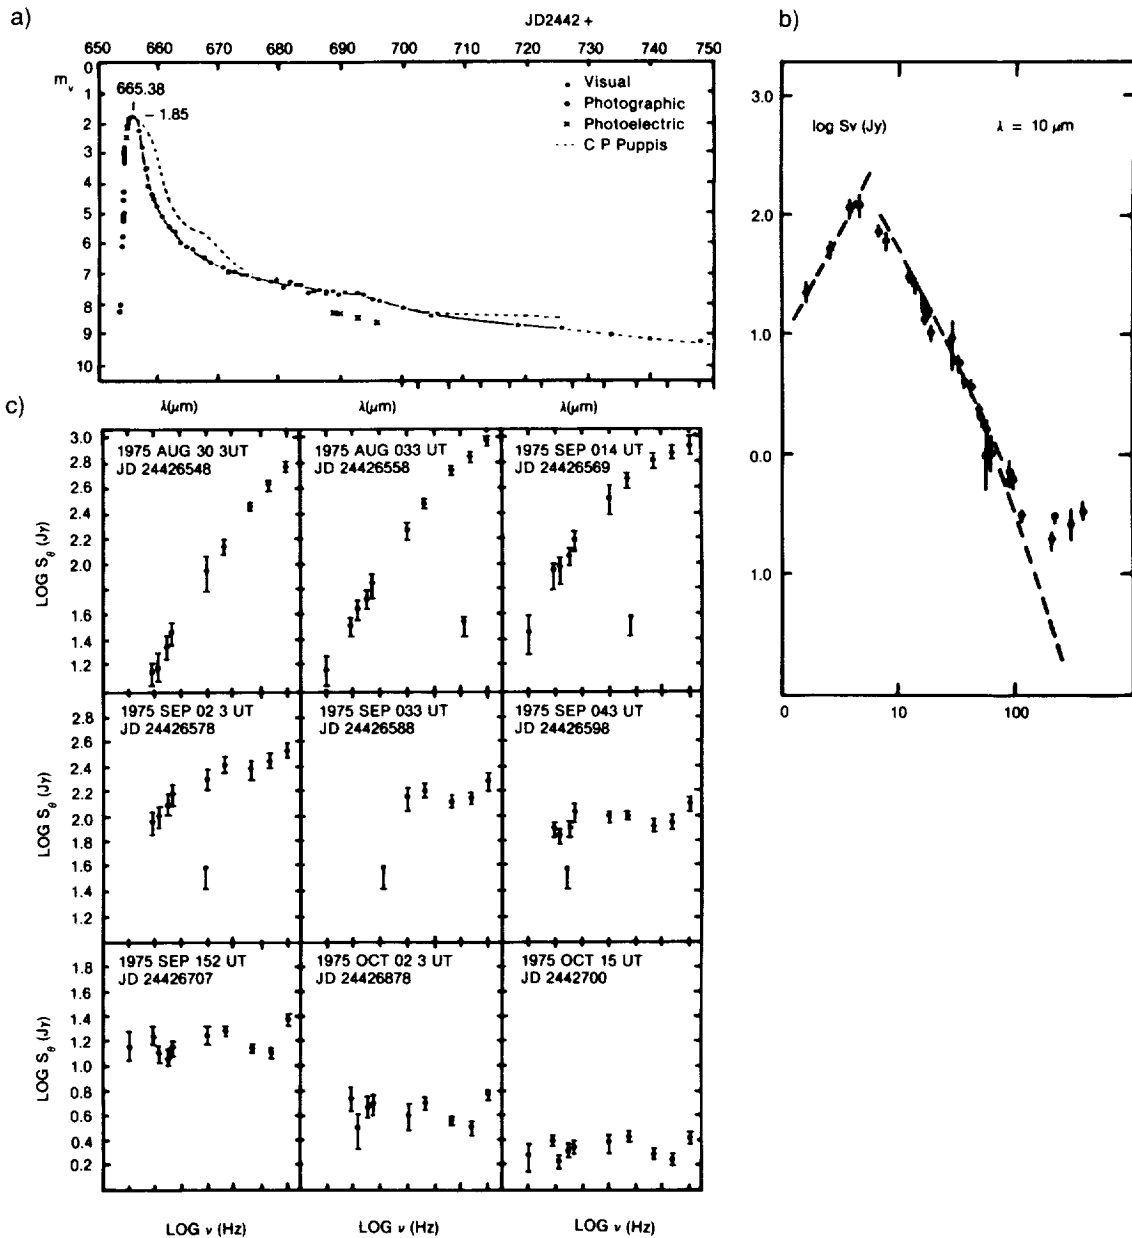 a)
JD2442 +
650 660 670 680 690 700 710 720 730 740 750
m v
0
1
2
3
4
5
6
7
8
9
10
665.38
– 1.85
Visual
Photographic
Photoelectric
C P Puppis
b)
log Sv (Jy) λ = 10 μm
3.0
2.0
1.0
0.0
1.0
0 10 100
c)
λ(μm) λ(μm) λ(μm)
LOG S θ (Jy)
3.0
2.8
2.6
2.4
2.2
2.0
1.8
1.6
1.4
1.2
1975 AUG 30 3UT
JD 24426548
1975 AUG 033 UT
JD 24426558
1975 SEP 014 UT
JD 24426569
LOG S θ (Jy)
2.8
2.6
2.4
2.2
2.0
1.8
1.6
1.4
1.2
1975 SEP 02 3 UT
JD 24426578
1975 SEP 033 UT
JD 24426588
1975 SEP 043 UT
JD 24426598
LOG S θ (Jy)
1.8
1.6
1.4
1.2
1.0
0.8
0.6
0.4
0.2
1975 SEP 152 UT
JD 24426707
1975 OCT 02 3 UT
JD 24426878
1975 OCT 15 UT
JD 2442700
LOG ν (Hz) LOG ν (Hz) LOG ν (Hz)